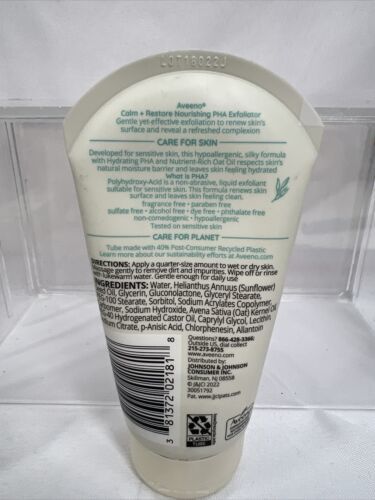 LOT18022J
Aveeno®
Calm + Restore Nourishing PHA Exfoliator
Gentle yet-effective exfoliation to renew skin's
surface and reveal a refreshed complexion
CARE FOR SKIN
Developed for sensitive skin, this hypoallergenic, silky formula
with Hydrating PHA and Nutrient-Rich Oat Oil respects skin's
natural moisture barrier and leaves skin feeling hydrated
What is PHA?
Polyhydroxy-Acid is a non-abrasive, liquid exfoliant
suitable for sensitive skin. This formula renews skin
surface and leaves skin feeling clean.
fragrance free • paraben free
sulfate free • alcohol free • dye free • phthalate free
non-comedogenic • hypoallergenic
Tested on sensitive skin
CARE FOR PLANET
Tube made with 40% Post-Consumer Recycled Plastic
Learn more about our sustainability efforts at Aveeno.com
DIRECTIONS: Apply a quarter-size amount to wet or dry skin.
Massage gently to remove dirt and impurities. Wipe off or rinse
lukewarm water. Gentle enough for daily use
INGREDIENTS: Water, Helianthus Annuus (Sunflower)
Oil, Glycerin, Gluconolactone, Glyceryl Stearate,
-100 Stearate, Sorbitol, Sodium Acrylates Copolymer,
Sodium Hydroxide, Avena Sativa (Oat) Kernel Oil,
-40 Hydrogenated Castor Oil, Caprylyl Glycol, Lecithin,
Citrate, p-Anisic Acid, Chlorphenesin, Allantoin
Questions? 866-428-3366;
Outside US, dial collect
215-273-8755
www.aveeno.com
Distributed by:
JOHNSON & JOHNSON
CONSUMER INC.
Skillman, NJ 08558
© J&JCI 2022
30051792
Pat. www.jjcipats.com
3 81372 02181 8
PLASTIC
TUBE